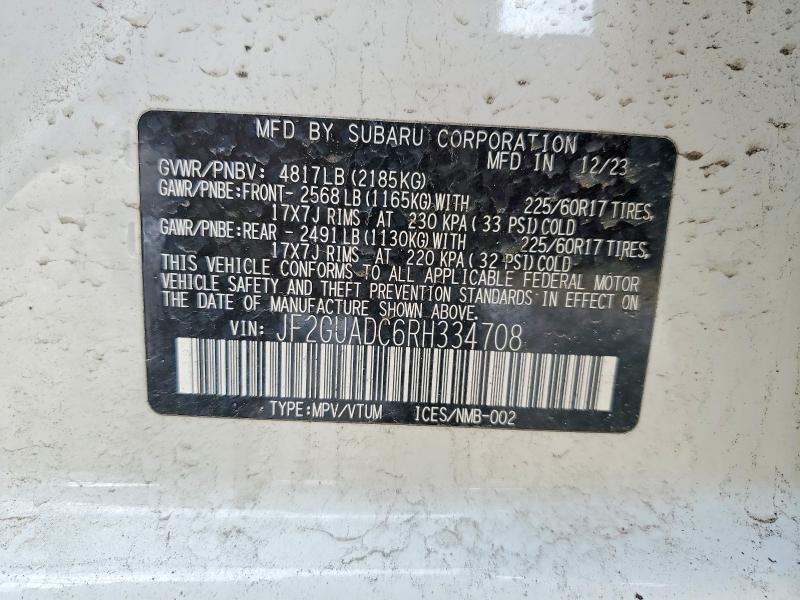 MFD BY SUBARU CORPORATION
MFD IN 12/23
GVWR/PNBV: 4817LB (2185KG)
GAWR/PNBE:FRONT- 2568 LB (1165KG) WITH 225/60R17 TIRES,
17X7J RIMS AT 230 KPA ( 33 PSI) COLD
GAWR/PNBE:REAR - 2491 LB (1130KG) WITH 225/60R17 TIRES,
17X7J RIMS AT 220 KPA ( 32 PSI) COLD
THIS VEHICLE CONFORMS TO ALL APPLICABLE FEDERAL MOTOR
VEHICLE SAFETY AND THEFT PREVENTION STANDARDS IN EFFECT ON
THE DATE OF MANUFACTURE SHOWN ABOVE.
VIN: JF2GUADC6RH334708
TYPE:MPV/VTUM ICES/NMB-002